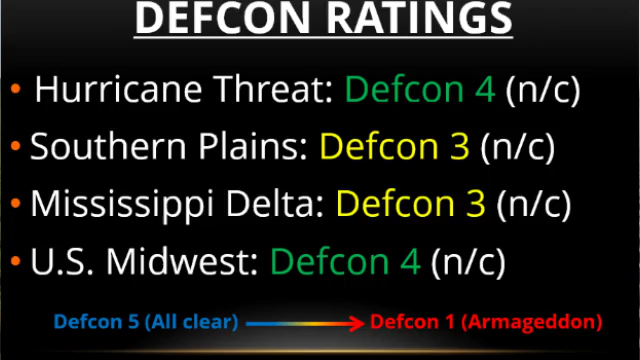 DEFCON RATINGS
• Hurricane Threat: Defcon 4 (n/c)
• Southern Plains: Defcon 3 (n/c)
• Mississippi Delta: Defcon 3 (n/c)
• U.S. Midwest: Defcon 4 (n/c)
Defcon 5 (All clear) Defcon 1 (Armageddon)